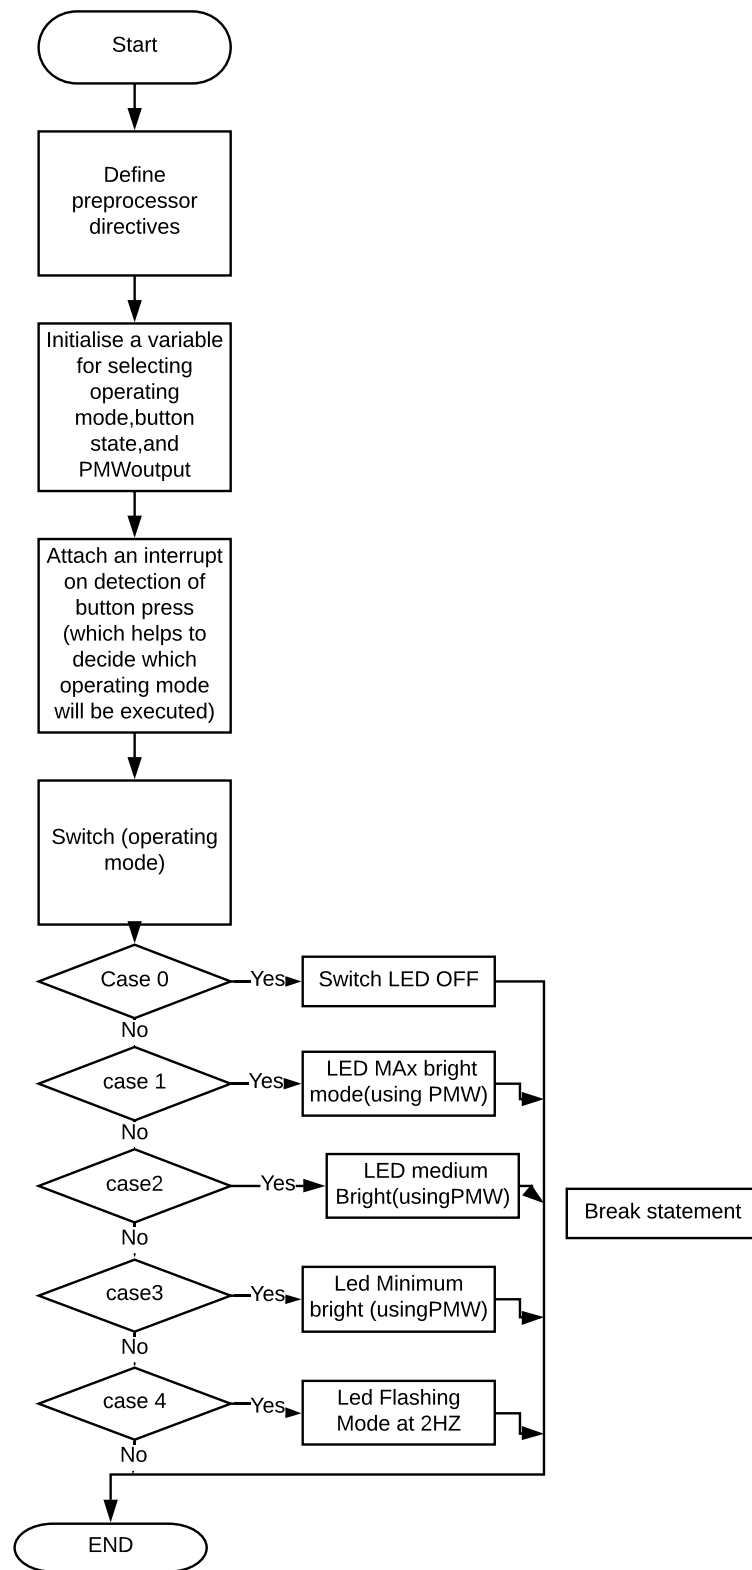 Start
Define
preprocessor
directives
Initialise a variable
for selecting
operating
mode,button
state,and
PMWoutput
Attach an interrupt
on detection of
button press
(which helps to
decide which
operating mode
will be executed)
Switch (operating
mode)
Case 0
Yes
Switch LED OFF
No
case 1
Yes
LED MAx bright
mode(using PMW)
No
case2
Yes
LED medium
Bright(usingPMW)
Break statement
No
case3
Yes
Led Minimum
bright (usingPMW)
No
case 4
Yes
Led Flashing
Mode at 2HZ
No
END